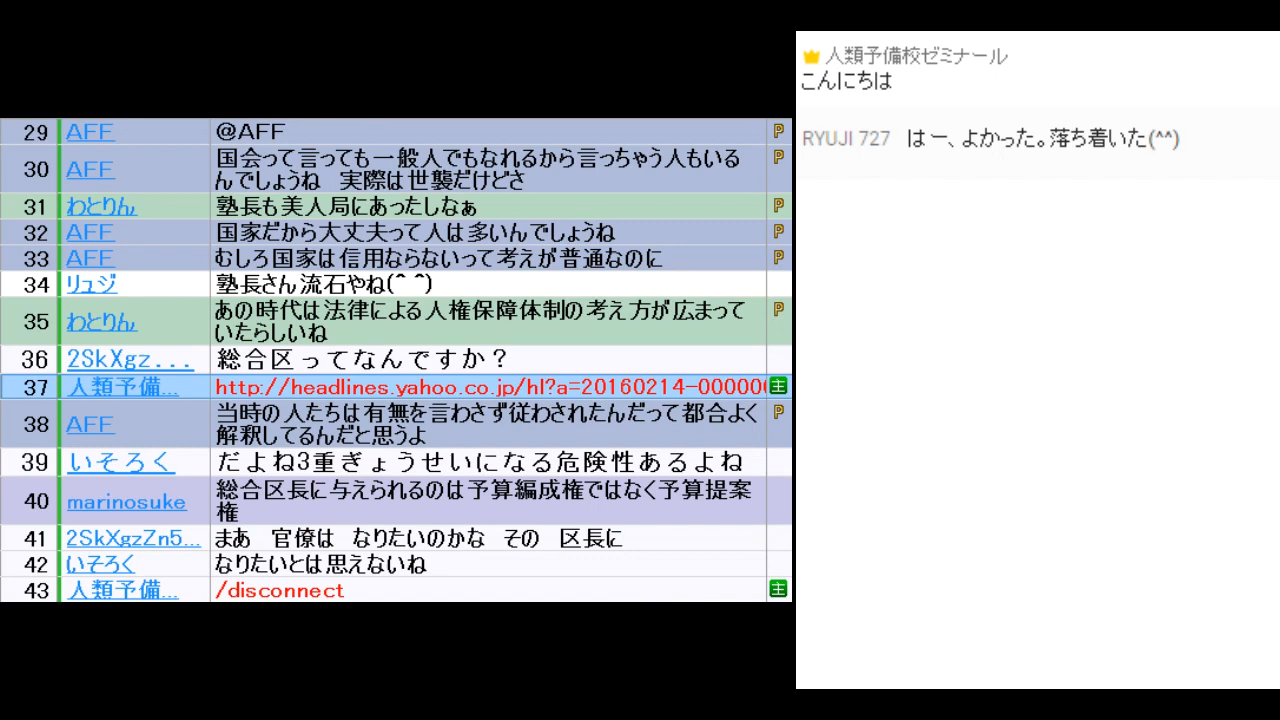 29 AFF @AFF P
30 AFF 国会って言っても一般人でもなれるから言っちゃう人もいる P
んでしょうね　実際は世襲だけどさ
31 わとりん 塾長も美人局にあったしなぁ P
32 AFF 国家だから大丈夫って人は多いんでしょうね P
33 AFF むしろ国家は信用ならないって考えが普通なのに P
34 リュジ 塾長さん流石やね(^ ^)
35 わとりん あの時代は法律による人権保障体制の考え方が広まって P
いたらしいね
36 2SkXgz... 総合区ってなんですか？
37 人類予備... http://headlines.yahoo.co.jp/hl?a=20160214-000000 主
38 AFF 当時の人たちは有無を言わさず従わされたんだって都合よく P
解釈してるんだと思うよ
39 いそろく だよね3重ぎょうせいになる危険性あるよね
40 marinosuke 総合区長に与えられるのは予算編成権ではなく予算提案
権
41 2SkXgzZn5... まあ　官僚は　なりたいのかな　その　区長に
42 いそろく なりたいとは思えないね
43 人類予備... /disconnect 主
人類予備校ゼミナール
こんにちは
RYUJI 727 はー、よかった。落ち着いた(^^)